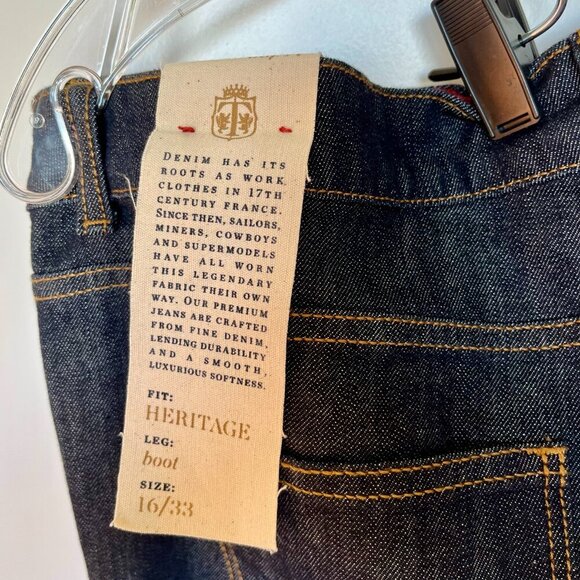 T
DENIM HAS ITS
ROOTS AS WORK
CLOTHES IN 17TH
CENTURY FRANCE.
SINCE THEN, SAILORS,
MINERS, COWBOYS
AND SUPERMODELS
HAVE ALL WORN
THIS LEGENDARY
FABRIC THEIR OWN
WAY. OUR PREMIUM
JEANS ARE CRAFTED
FROM FINE DENIM,
LENDING DURABILITY
AND A SMOOTH,
LUXURIOUS SOFTNESS.
FIT:
HERITAGE
LEG:
boot
SIZE:
16/33